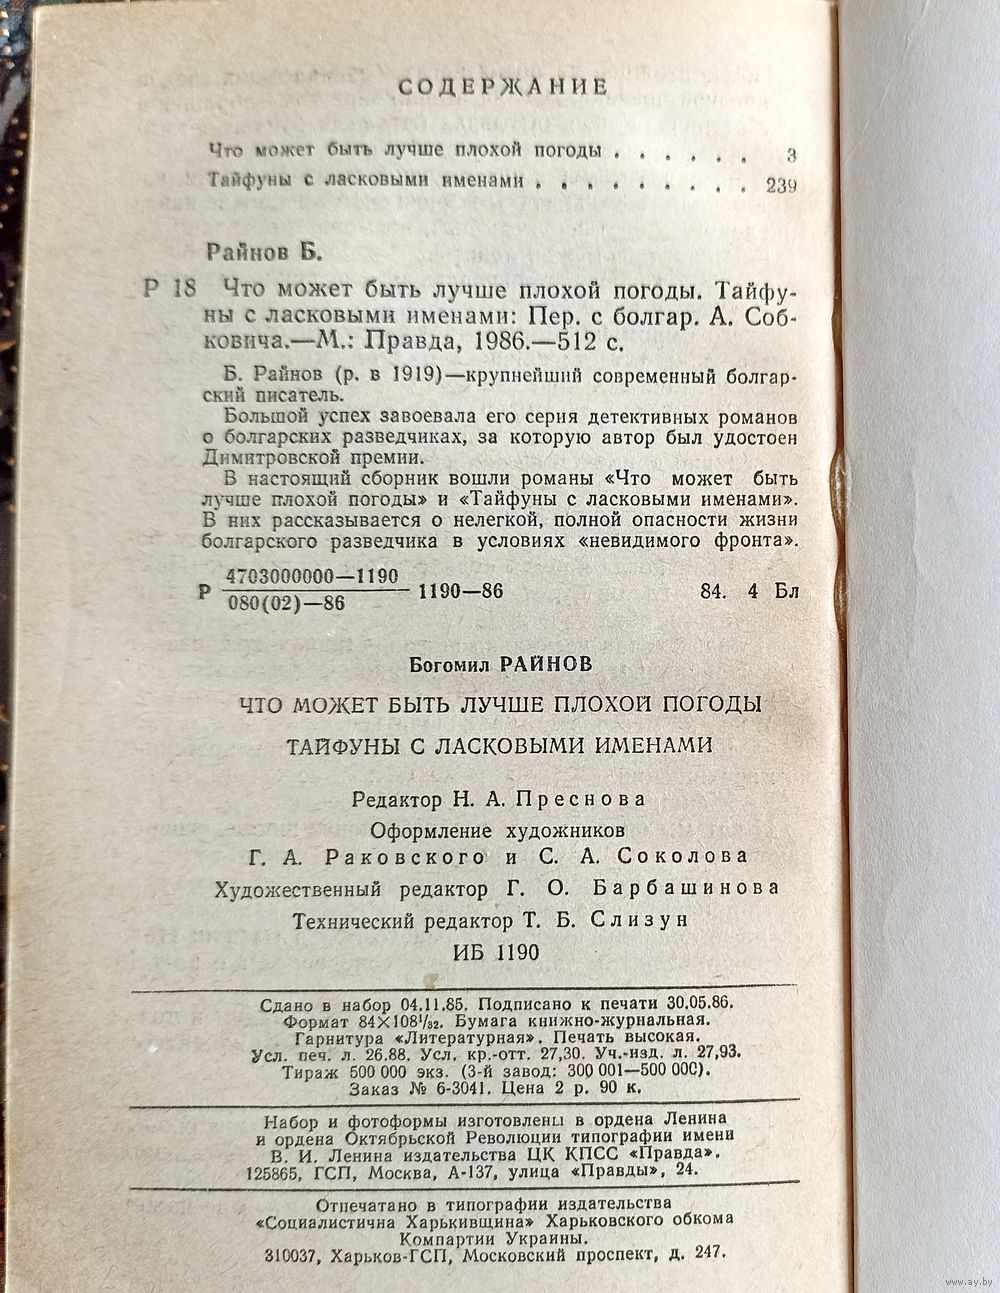 СОДЕРЖАНИЕ
Что может быть лучше плохой погоды . . . . . . 3
Тайфуны с ласковыми именами . . . . . . . . . 239
Райнов Б.
Р 18 Что может быть лучше плохой погоды. Тайфу-
ны с ласковыми именами: Пер. с болгар. А. Соб-
ковича.—М.: Правда, 1986.—512 с.
Б. Райнов (р. в 1919)—крупнейший современный болгар-
ский писатель.
Большой успех завоевала его серия детективных романов
о болгарских разведчиках, за которую автор был удостоен
Димитровской премии.
В настоящий сборник вошли романы «Что может быть
лучше плохой погоды» и «Тайфуны с ласковыми именами».
В них рассказывается о нелегкой, полной опасности жизни
болгарского разведчика в условиях «невидимого фронта».
Р 4703000000—1190
080(02)—86 1190—86 84. 4 Бл
Богомил РАЙНОВ
ЧТО МОЖЕТ БЫТЬ ЛУЧШЕ ПЛОХОЙ ПОГОДЫ
ТАЙФУНЫ С ЛАСКОВЫМИ ИМЕНАМИ
Редактор Н. А. Преснова
Оформление художников
Г. А. Раковского и С. А. Соколова
Художественный редактор Г. О. Барбашинова
Технический редактор Т. Б. Слизун
ИБ 1190
Сдано в набор 04.11.85. Подписано к печати 30.05.86.
Формат 84×108¹/₃₂. Бумага книжно-журнальная.
Гарнитура «Литературная». Печать высокая.
Усл. печ. л. 26.88. Усл. кр.-отт. 27,30. Уч.-изд. л. 27,93.
Тираж 500 000 экз. (3-й завод: 300 001—500 000).
Заказ № 6-3041. Цена 2 р. 90 к.
Набор и фотоформы изготовлены в ордена Ленина
и ордена Октябрьской Революции типографии имени
В. И. Ленина издательства ЦК КПСС «Правда».
125865, ГСП, Москва, А-137, улица «Правды», 24.
Отпечатано в типографии издательства
«Социалистична Харькивщина» Харьковского обкома
Компартии Украины.
310037, Харьков-ГСП, Московский проспект, д. 247.
www.ay.by